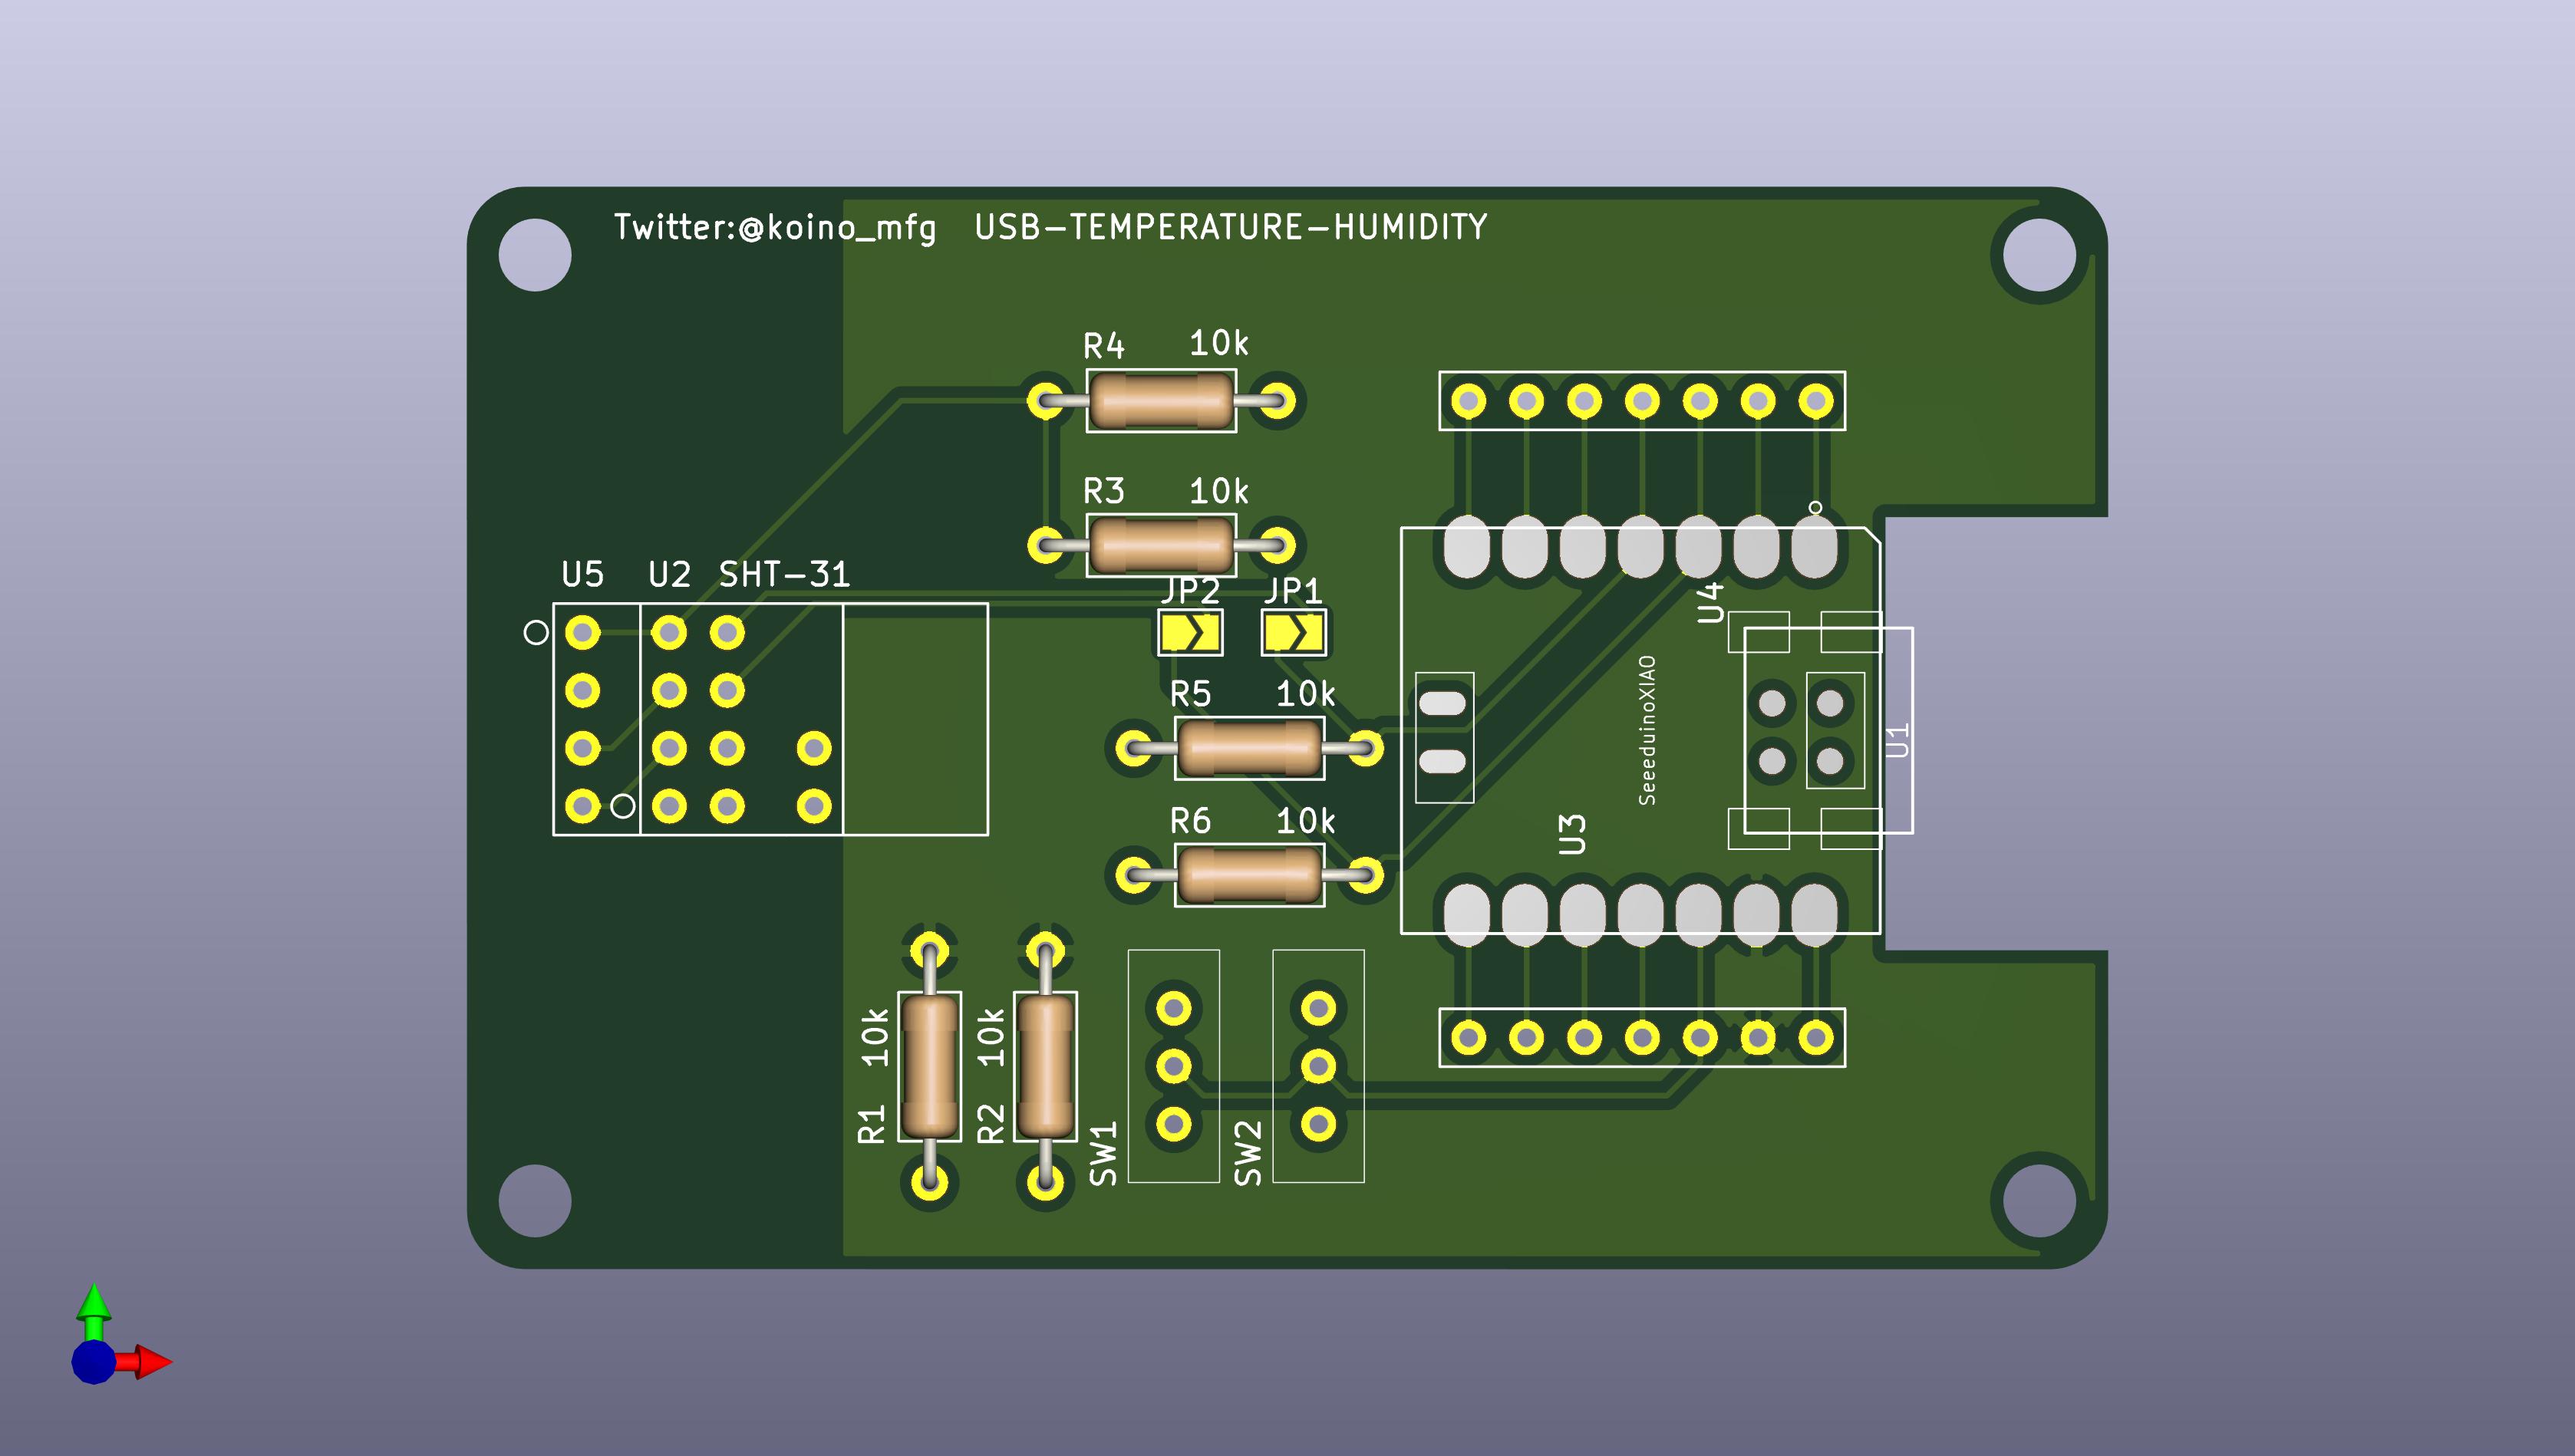 Twitter:@koino_mfg USB-TEMPERATURE-HUMIDITY
R4 10k
R3 10k
U5 U2 SHT-31
JP2 JP1
U4
R5 10k
SeeeduinoXIAO
U1
R6 10k
U3
R1 10k
R2 10k
SW1
SW2